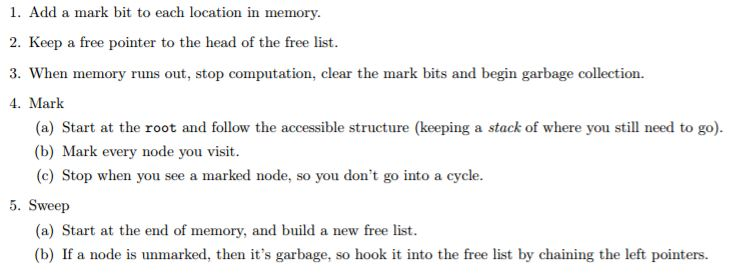 1. Add a mark bit to each location in memory.
2. Keep a free pointer to the head of the free list.
3. When memory runs out, stop computation, clear the mark bits and begin garbage collection.
4. Mark
(a) Start at the root and follow the accessible structure (keeping a stack of where you still need to go).
(b) Mark every node you visit.
(c) Stop when you see a marked node, so you don't go into a cycle.
5. Sweep
(a) Start at the end of memory, and build a new free list.
(b) If a node is unmarked, then it's garbage, so hook it into the free list by chaining the left pointers.